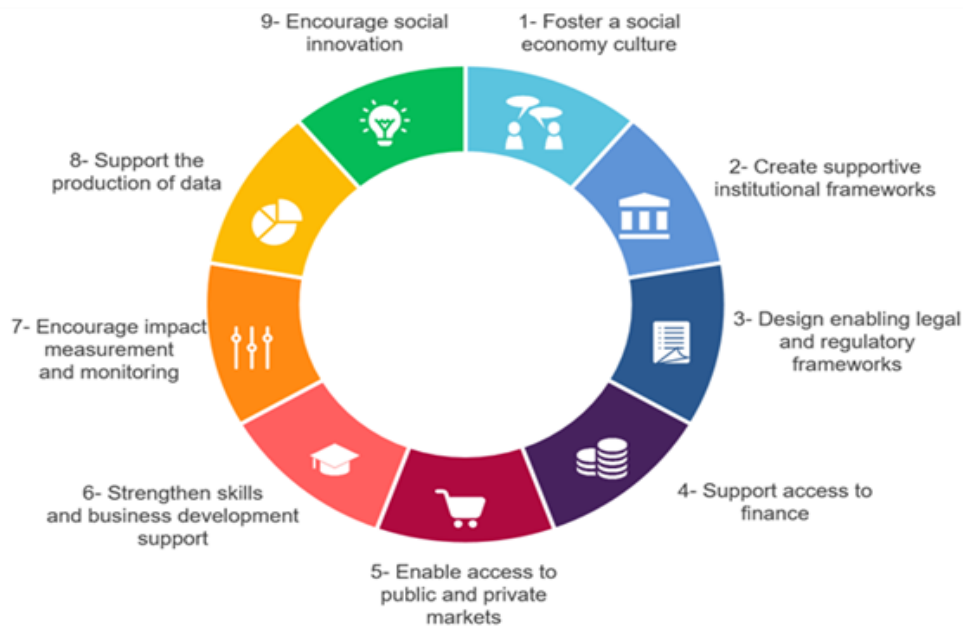 1- Foster a social
economy culture
2- Create supportive
institutional frameworks
3- Design enabling legal
and regulatory
frameworks
4- Support access to
finance
5- Enable access to
public and private
markets
6- Strengthen skills
and business development
support
7- Encourage impact
measurement
and monitoring
8- Support the
production of data
9- Encourage social
innovation